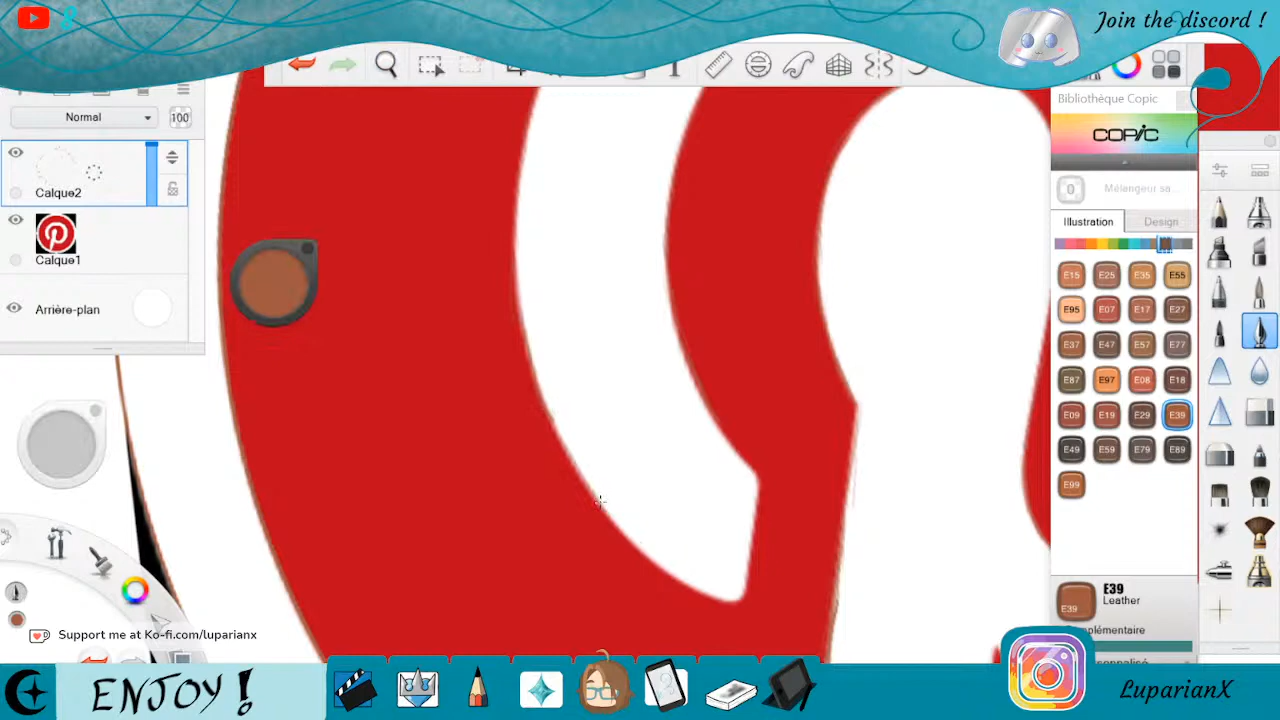 8
Join the discord !
Normal
100
Calque2
Calque1
Arrière-plan
Bibliothèque Copic
COPIC
0
Mélangeur sa...
Illustration
Design
E15
E25
E35
E55
E95
E07
E17
E27
E37
E47
E57
E77
E87
E97
E08
E18
E09
E19
E29
E39
E49
E59
E79
E89
E99
E39
E39
Leather
omplémentaire
Support me at Ko-fi.com/luparianx
ENJOY !
LuparianX